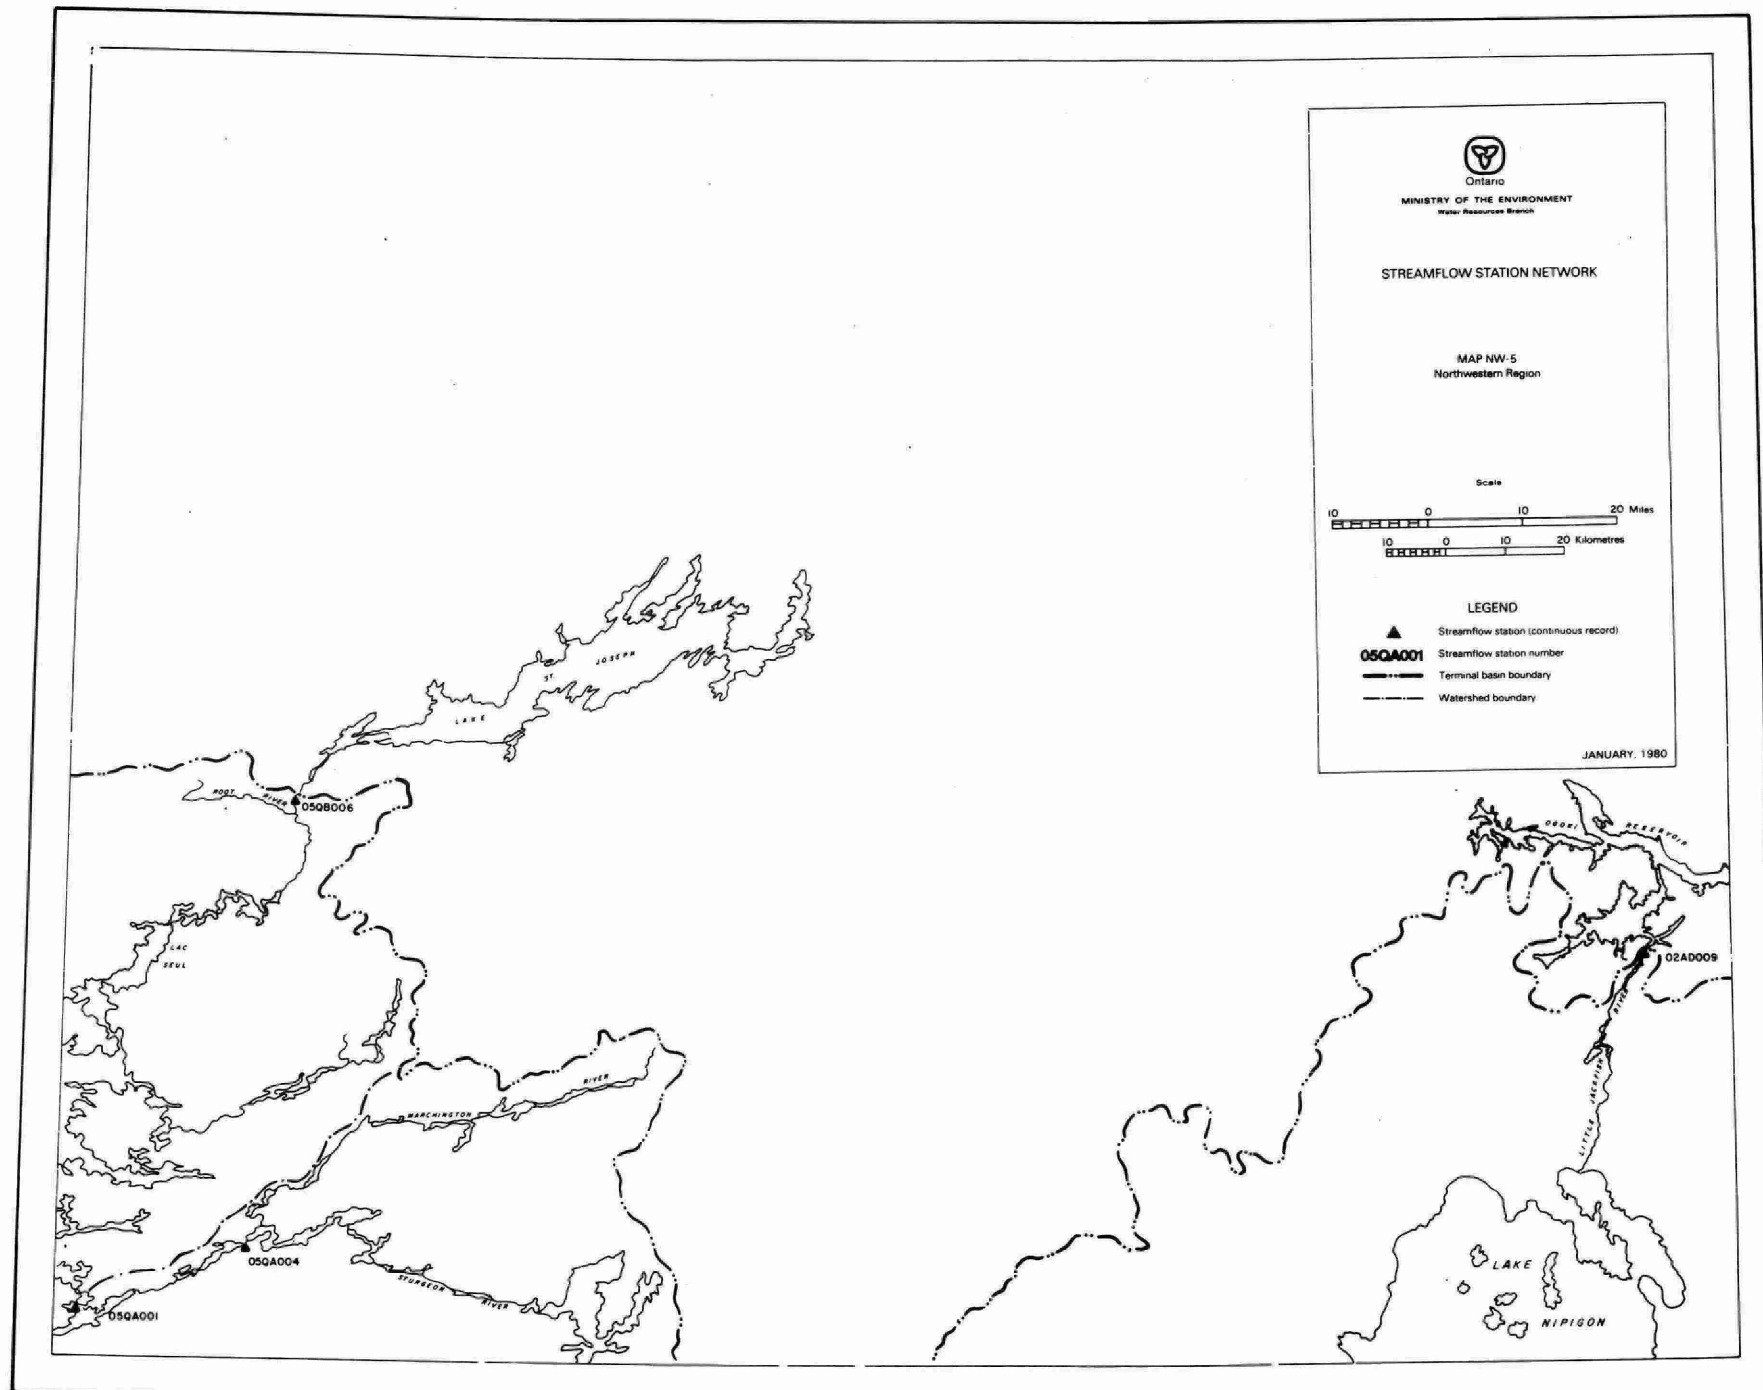 Ontario
MINISTRY OF THE ENVIRONMENT
Water Resources Branch
STREAMFLOW STATION NETWORK
MAP NW-5
Northwestern Region
Scale
10 0 10 20 Miles
10 0 10 20 Kilometres
LEGEND
Streamflow station (continuous record)
05QA001 Streamflow station number
Terminal basin boundary
Watershed boundary
JANUARY, 1980
LAKE ST. JOSEPH
ROOT RIVER
05QB006
LAC
SEUL
OGOKI RESERVOIR
02AD009
LITTLE JACKFISH RIVER
MARCHINGTON RIVER
05QA004
STURGEON RIVER
05QA001
LAKE
NIPIGON